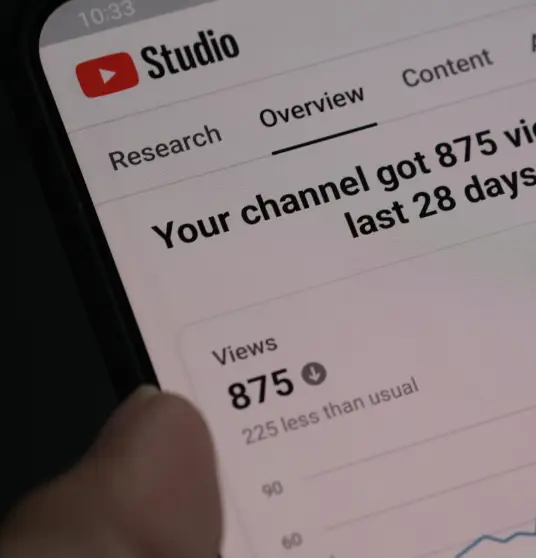 10:33
Studio
Research Overview Content
Your channel got 875
last 28 days
Views
875
225 less than usual
90
60